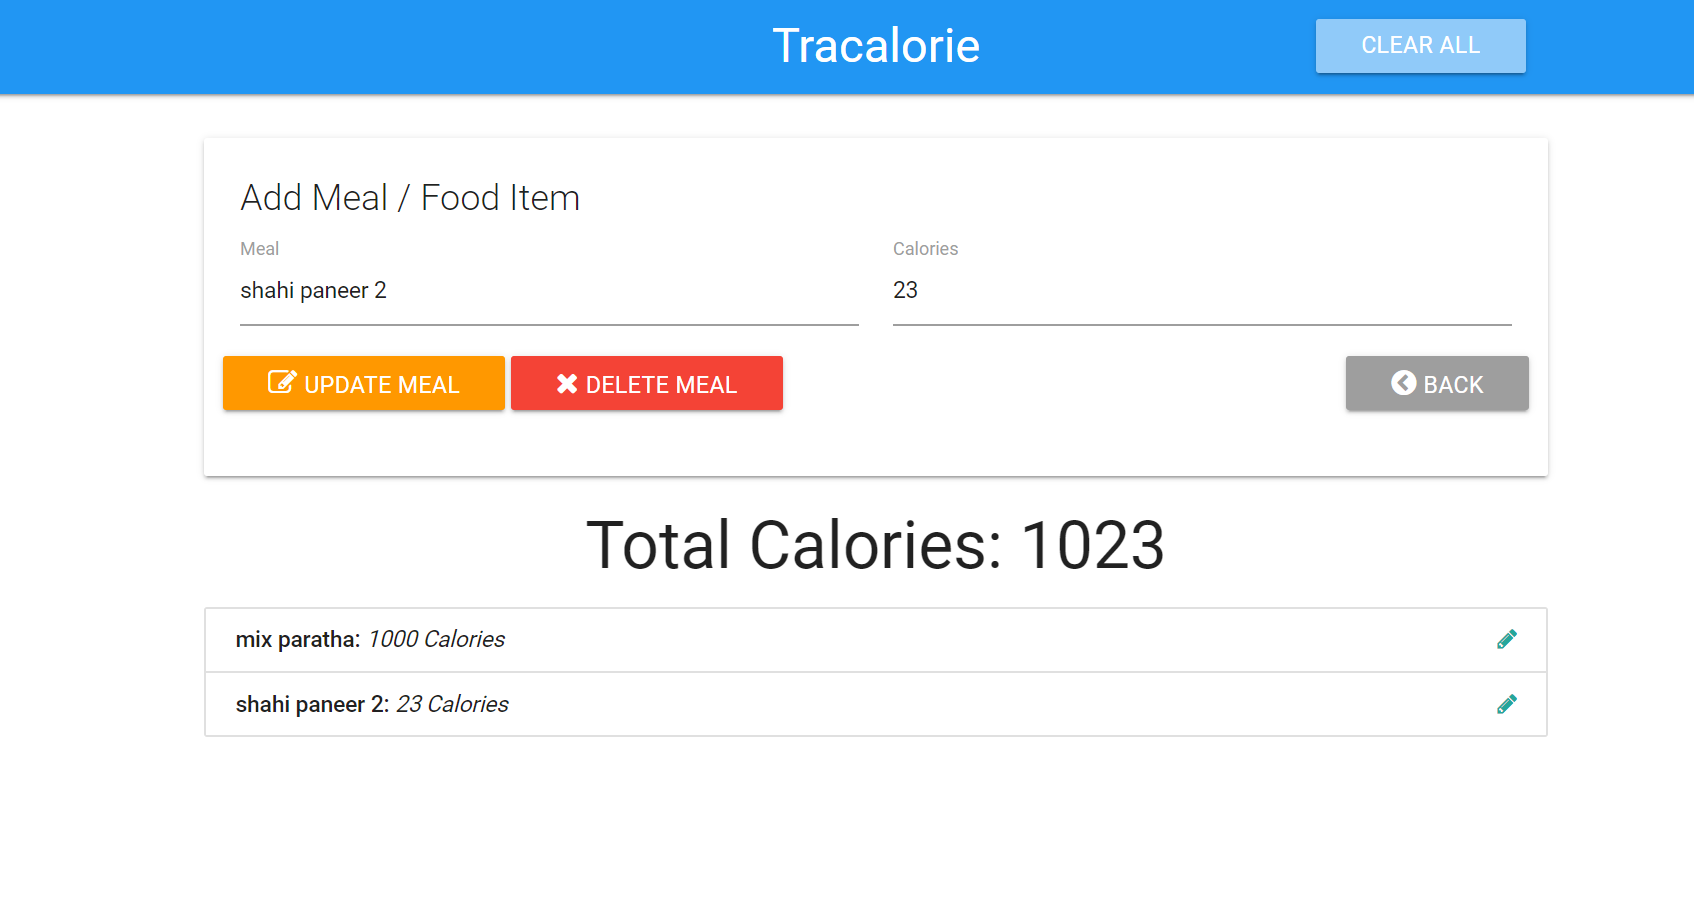 Tracalorie
CLEAR ALL
Add Meal / Food Item
Meal
Calories
shahi paneer 2
23
UPDATE MEAL
DELETE MEAL
BACK
Total Calories: 1023
mix paratha: 1000 Calories
shahi paneer 2: 23 Calories